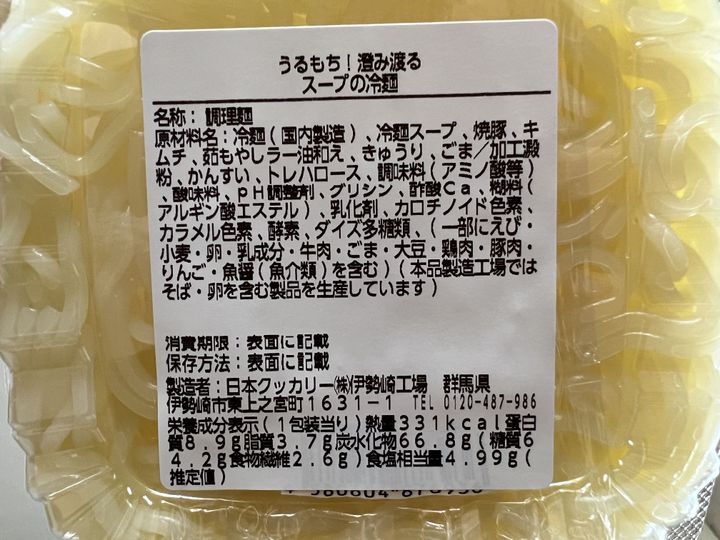 うるもち！澄み渡る
スープの冷麺
名称：調理麺
原材料名：冷麺（国内製造）、冷麺スープ、焼豚、キ
ムチ、茹もやしラー油和え、きゅうり、ごま／加工澱
粉、かんすい、トレハロース、調味料（アミノ酸等）
、酸味料、pH調整剤、グリシン、酢酸Ca、糊料（
アルギン酸エステル）、乳化剤、カロチノイド色素、
カラメル色素、酵素、ダイズ多糖類、（一部にえび・
小麦・卵・乳成分・牛肉・ごま・大豆・鶏肉・豚肉・
りんご・魚醤（魚介類）を含む）（本品製造工場では
そば・卵を含む製品を生産しています）
消費期限：表面に記載
保存方法：表面に記載
製造者：日本クッカリー㈱伊勢崎工場　群馬県
伊勢崎市東上之宮町１６３１－１ TEL 0120-487-986
栄養成分表示（１包装当り）熱量331kcal蛋白
質8.9g脂質3.7g炭水化物66.8g（糖質6
4.2g食物繊維2.6g）食塩相当量4.99g（
推定値）